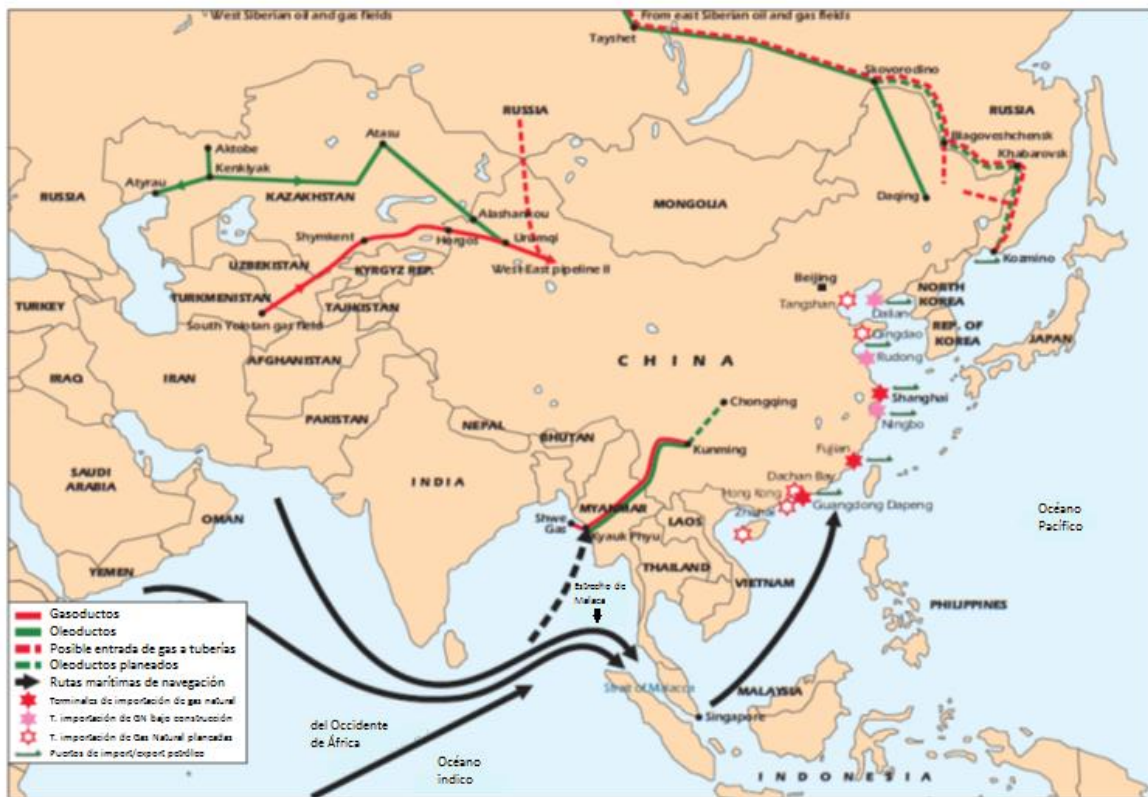 West Siberian oil and gas fields
From east Siberian oil and gas fields
Tayshet
Skovorodino
RUSSIA
RUSSIA
Blagoveshchensk
Khabarovsk
Atasu
Aktobe
Kenkiyak
Atyrau
KAZAKHSTAN
RUSSIA
MONGOLIA
Daqing
Alashankou
Shymkent
Horgos
Urumqi
Kozmino
UZBEKISTAN
KYRGYZ REP.
West East pipeline II
Beijing
NORTH
KOREA
TURKEY
TURKMENISTAN
TAJIKISTAN
Tangshan
Dalian
South Yolotan gas field
Qingdao
REP. OF
KOREA
JAPAN
AFGHANISTAN
CHINA
Rudong
IRAQ
IRAN
Shanghai
PAKISTAN
Chongqing
Ningbo
NEPAL
BHUTAN
Kunming
Fujian
SAUDI
ARABIA
INDIA
Dachan Bay
Hong Kong
Guangdong Dapeng
Zhuhai
OMAN
MYANMAR
Shwe
Gas
LAOS
Kyauk Phyu
Océano
Pacífico
YEMEN
THAILAND
VIETNAM
Estrecho de
Malaca
PHILIPPINES
Gasoductos
Oleoductos
Posible entrada de gas a tuberías
Oleoductos planeados
Rutas marítimas de navegación
Terminales de importación de gas natural
T. importación de GN bajo construcción
T. importación de Gas Natural planeadas
Puertos de import/export petróleo
Strait of Malacca
MALAYSIA
Singapore
del Occidente
de África
Océano
índico
INDONESIA